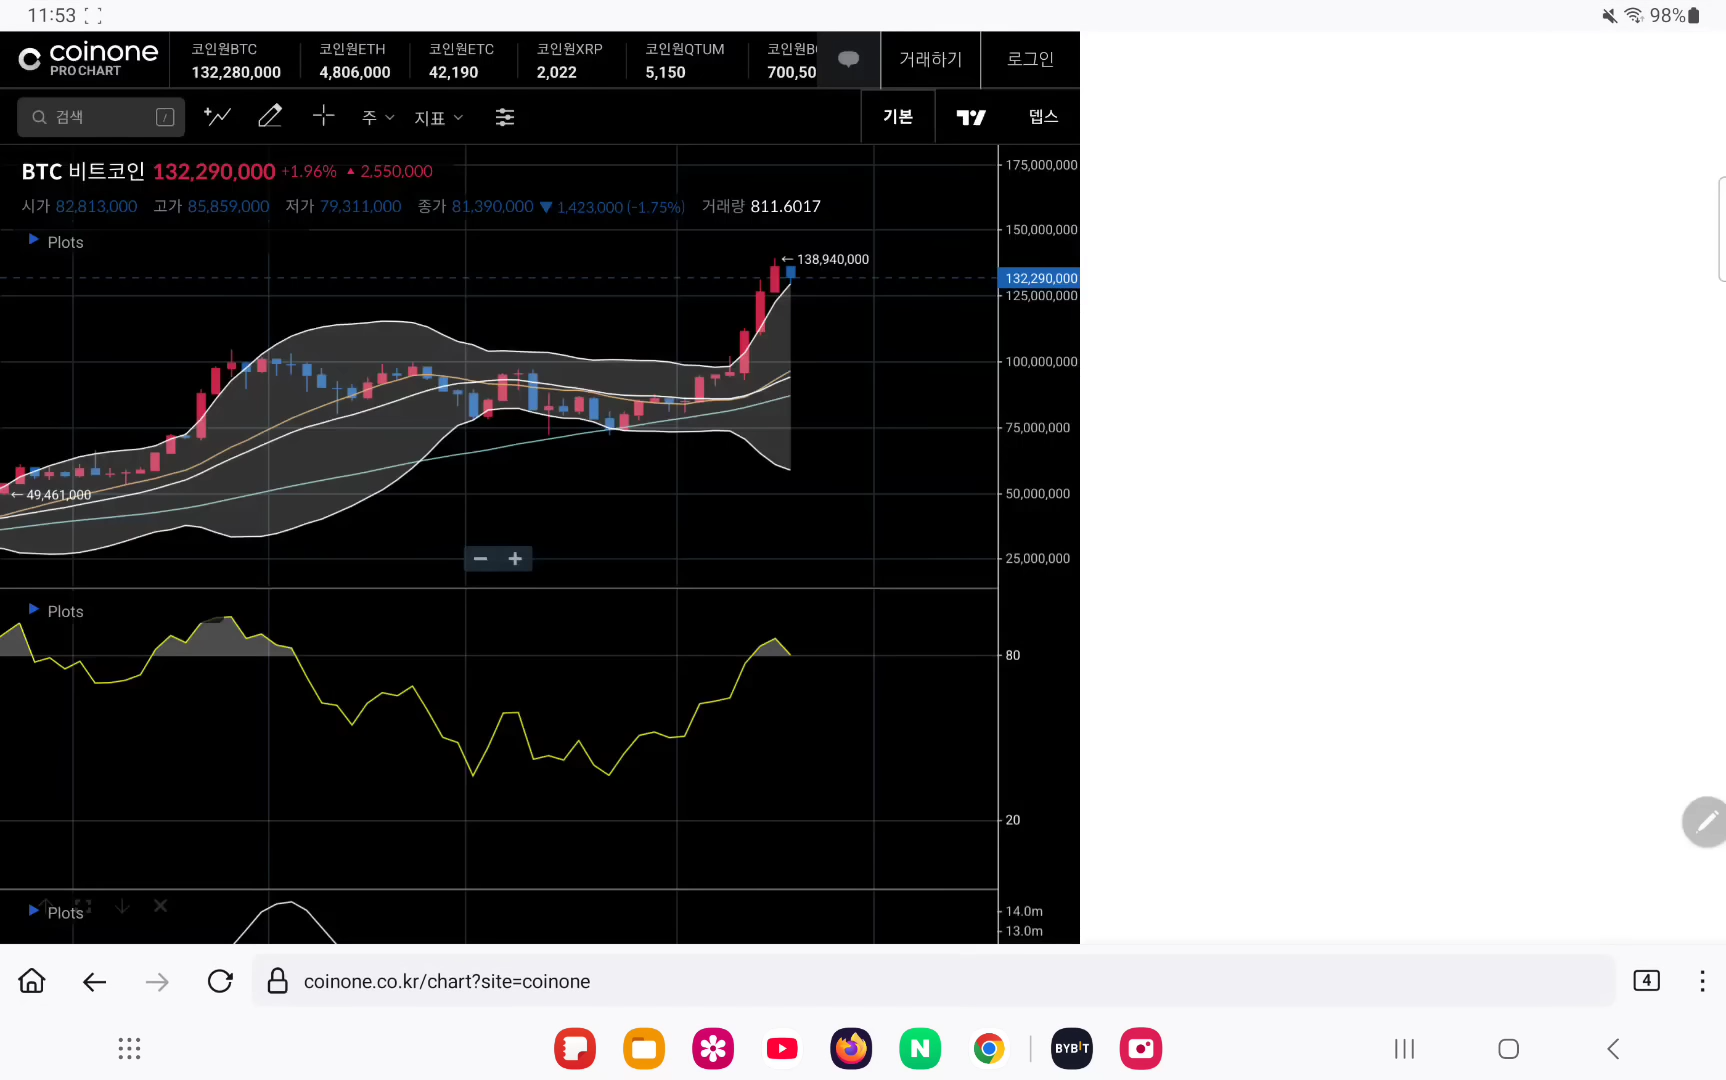 11:53 98%
coinone
PRO CHART
코인원BTC 코인원ETH 코인원ETC 코인원XRP 코인원QTUM 코인원B
132,280,000 4,806,000 42,190 2,022 5,150 700,50
거래하기 로그인
검색 / 주 지표 기본 뎁스
BTC 비트코인 132,290,000 +1.96% ▲ 2,550,000
시가 82,813,000 고가 85,859,000 저가 79,311,000 종가 81,390,000 ▼ 1,423,000 (-1.75%) 거래량 811.6017
Plots
175,000,000
150,000,000
← 138,940,000
132,290,000
125,000,000
100,000,000
75,000,000
50,000,000
← 49,461,000
25,000,000
− +
Plots
80
20
Plots
14.0m
13.0m
coinone.co.kr/chart?site=coinone 4
N BYBIT